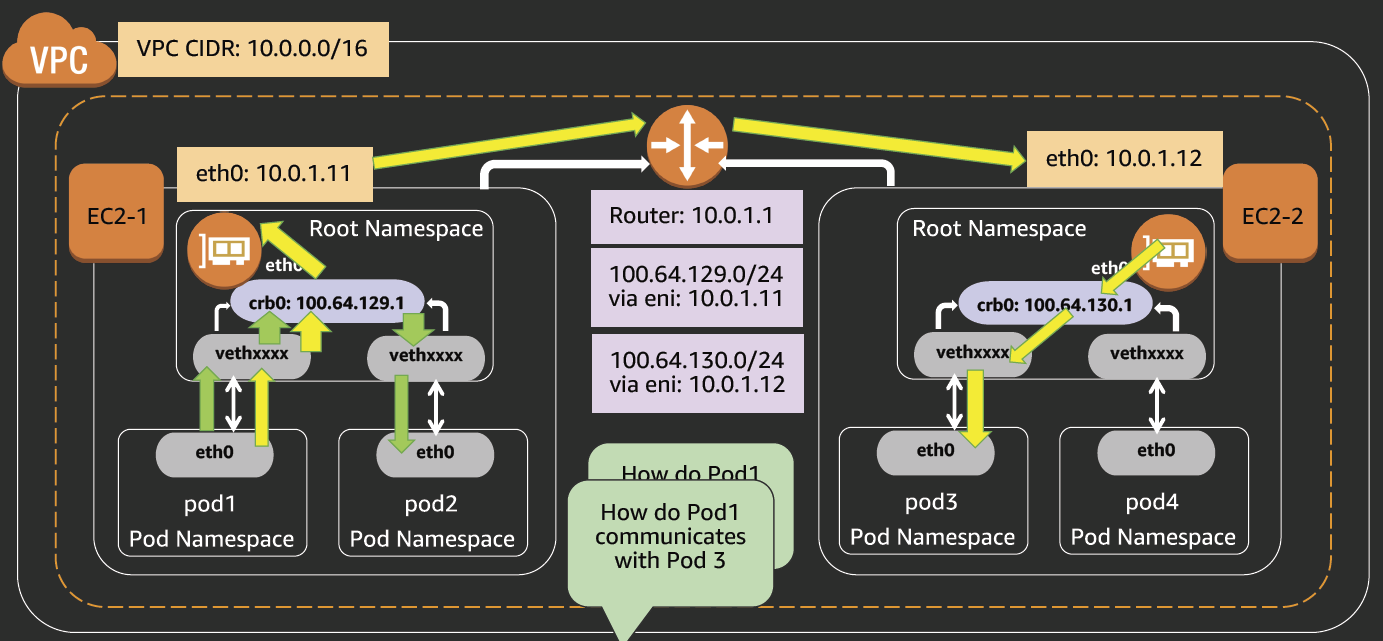 VPC
VPC CIDR: 10.0.0.0/16
EC2-1
eth0: 10.0.1.11
Root Namespace
eth0
crb0: 100.64.129.1
vethxxxx
vethxxxx
eth0
pod1
Pod Namespace
eth0
pod2
Pod Namespace
Router: 10.0.1.1
100.64.129.0/24
via eni: 10.0.1.11
100.64.130.0/24
via eni: 10.0.1.12
How do Pod1
How do Pod1
communicates
with Pod 3
eth0: 10.0.1.12
EC2-2
Root Namespace
eth0
crb0: 100.64.130.1
vethxxxx
vethxxxx
eth0
pod3
Pod Namespace
eth0
pod4
Pod Namespace